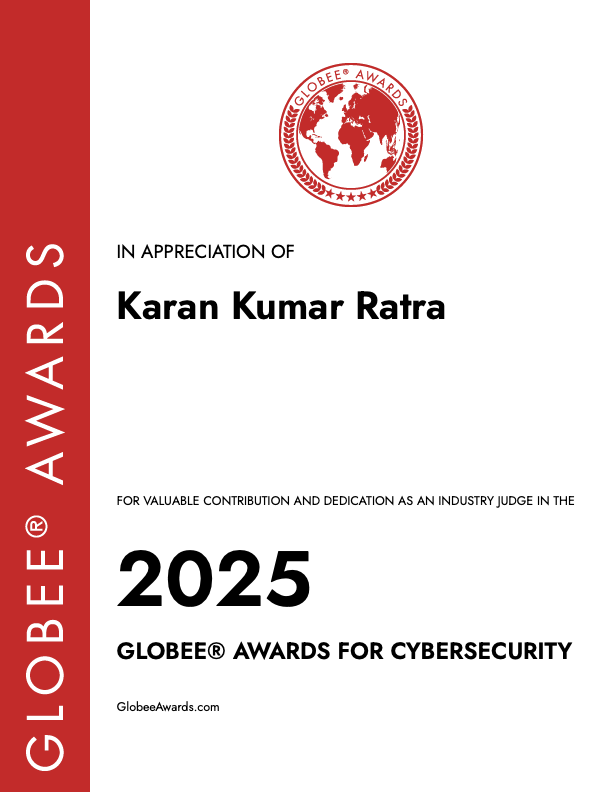 GLOBEE® AWARDS
GLOBEE® AWARDS
IN APPRECIATION OF
Karan Kumar Ratra
FOR VALUABLE CONTRIBUTION AND DEDICATION AS AN INDUSTRY JUDGE IN THE
2025
GLOBEE® AWARDS FOR CYBERSECURITY
GlobeeAwards.com